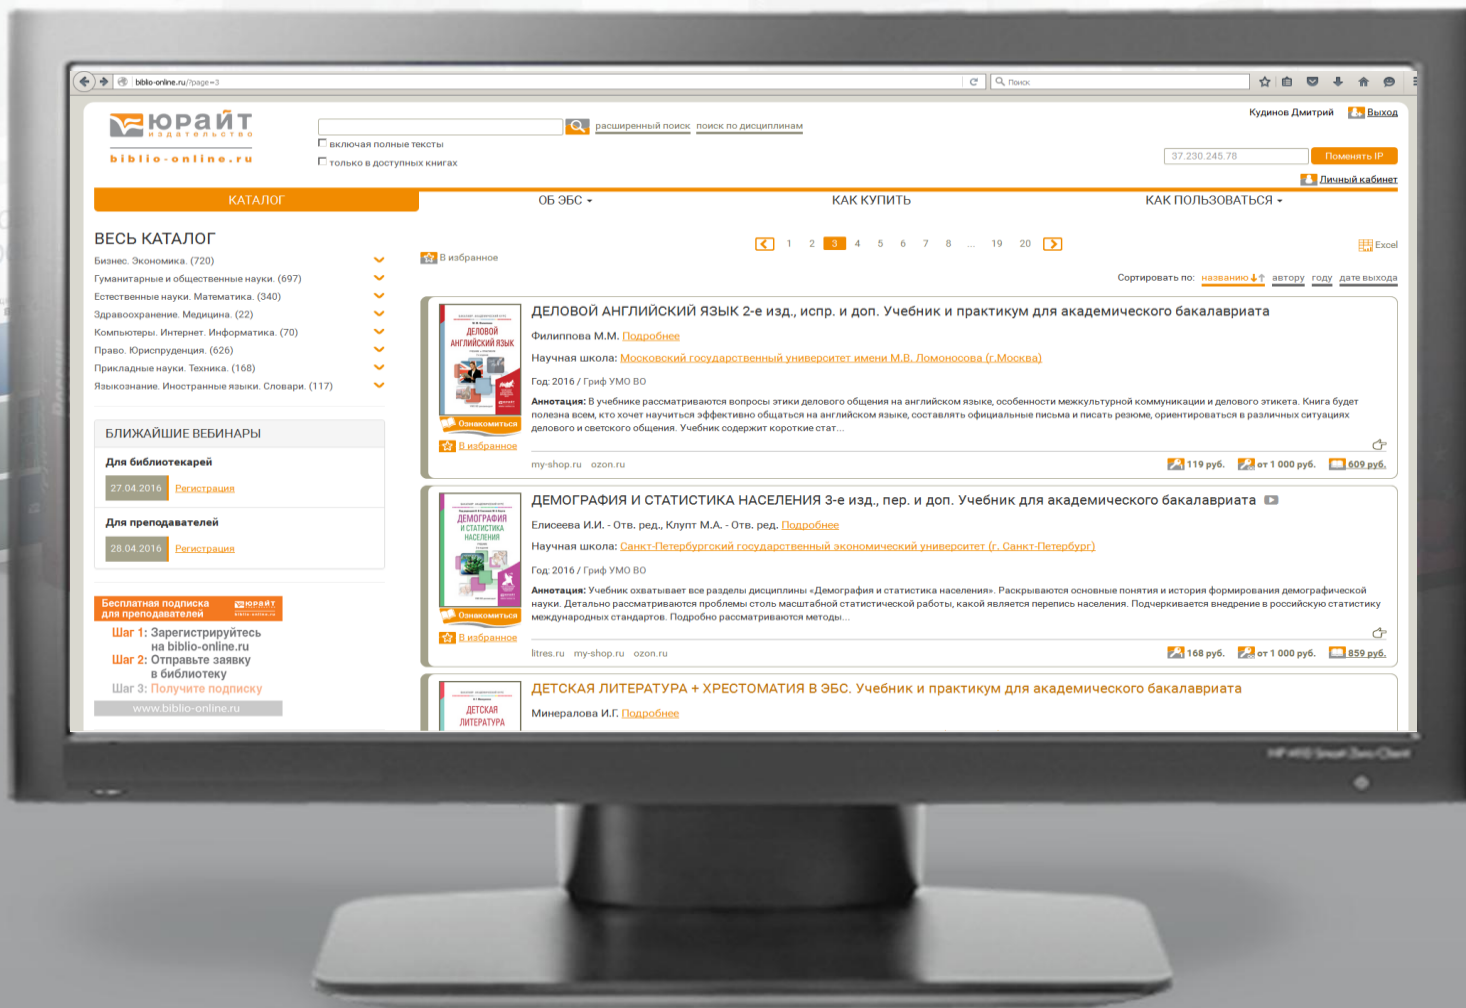 biblio-online.ru/?page=3
Поиск
юрайт
издательство
biblio-online.ru
расширенный поиск поиск по дисциплинам
включая полные тексты
только в доступных книгах
Кудинов Дмитрий Выход
37.230.245.78 Поменять IP
Личный кабинет
КАТАЛОГ ОБ ЭБС КАК КУПИТЬ КАК ПОЛЬЗОВАТЬСЯ
ВЕСЬ КАТАЛОГ
Бизнес. Экономика. (720)
Гуманитарные и общественные науки. (697)
Естественные науки. Математика. (340)
Здравоохранение. Медицина. (22)
Компьютеры. Интернет. Информатика. (70)
Право. Юриспруденция. (626)
Прикладные науки. Техника. (168)
Языкознание. Иностранные языки. Словари. (117)
БЛИЖАЙШИЕ ВЕБИНАРЫ
Для библиотекарей
27.04.2016 Регистрация
Для преподавателей
28.04.2016 Регистрация
Бесплатная подписка
для преподавателей
юрайт
Шаг 1: Зарегистрируйтесь
на biblio-online.ru
Шаг 2: Отправьте заявку
в библиотеку
Шаг 3: Получите подписку
www.biblio-online.ru
1 2 3 4 5 6 7 8 ... 19 20
В избранное
Excel
Сортировать по: названию автору году дате выхода
ДЕЛОВОЙ
АНГЛИЙСКИЙ ЯЗЫК
Ознакомиться
В избранное
ДЕЛОВОЙ АНГЛИЙСКИЙ ЯЗЫК 2-е изд., испр. и доп. Учебник и практикум для академического бакалавриата
Филиппова М.М. Подробнее
Научная школа: Московский государственный университет имени М.В. Ломоносова (г.Москва)
Год: 2016 / Гриф УМО ВО
Аннотация: В учебнике рассматриваются вопросы этики делового общения на английском языке, особенности межкультурной коммуникации и делового этикета. Книга будет
полезна всем, кто хочет научиться эффективно общаться на английском языке, составлять официальные письма и писать резюме, ориентироваться в различных ситуациях
делового и светского общения. Учебник содержит короткие стат...
my-shop.ru ozon.ru
119 руб. от 1 000 руб. 609 руб.
ДЕМОГРАФИЯ
И СТАТИСТИКА
НАСЕЛЕНИЯ
Ознакомиться
В избранное
ДЕМОГРАФИЯ И СТАТИСТИКА НАСЕЛЕНИЯ 3-е изд., пер. и доп. Учебник для академического бакалавриата
Елисеева И.И. - Отв. ред., Клупт М.А. - Отв. ред. Подробнее
Научная школа: Санкт-Петербургский государственный экономический университет (г. Санкт-Петербург)
Год: 2016 / Гриф УМО ВО
Аннотация: Учебник охватывает все разделы дисциплины «Демография и статистика населения». Раскрываются основные понятия и история формирования демографической
науки. Детально рассматриваются проблемы столь масштабной статистической работы, какой является перепись населения. Подчеркивается внедрение в российскую статистику
международных стандартов. Подробно рассматриваются методы...
litres.ru my-shop.ru ozon.ru
168 руб. от 1 000 руб. 859 руб.
ДЕТСКАЯ
ЛИТЕРАТУРА
ДЕТСКАЯ ЛИТЕРАТУРА + ХРЕСТОМАТИЯ В ЭБС. Учебник и практикум для академического бакалавриата
Минералова И.Г. Подробнее